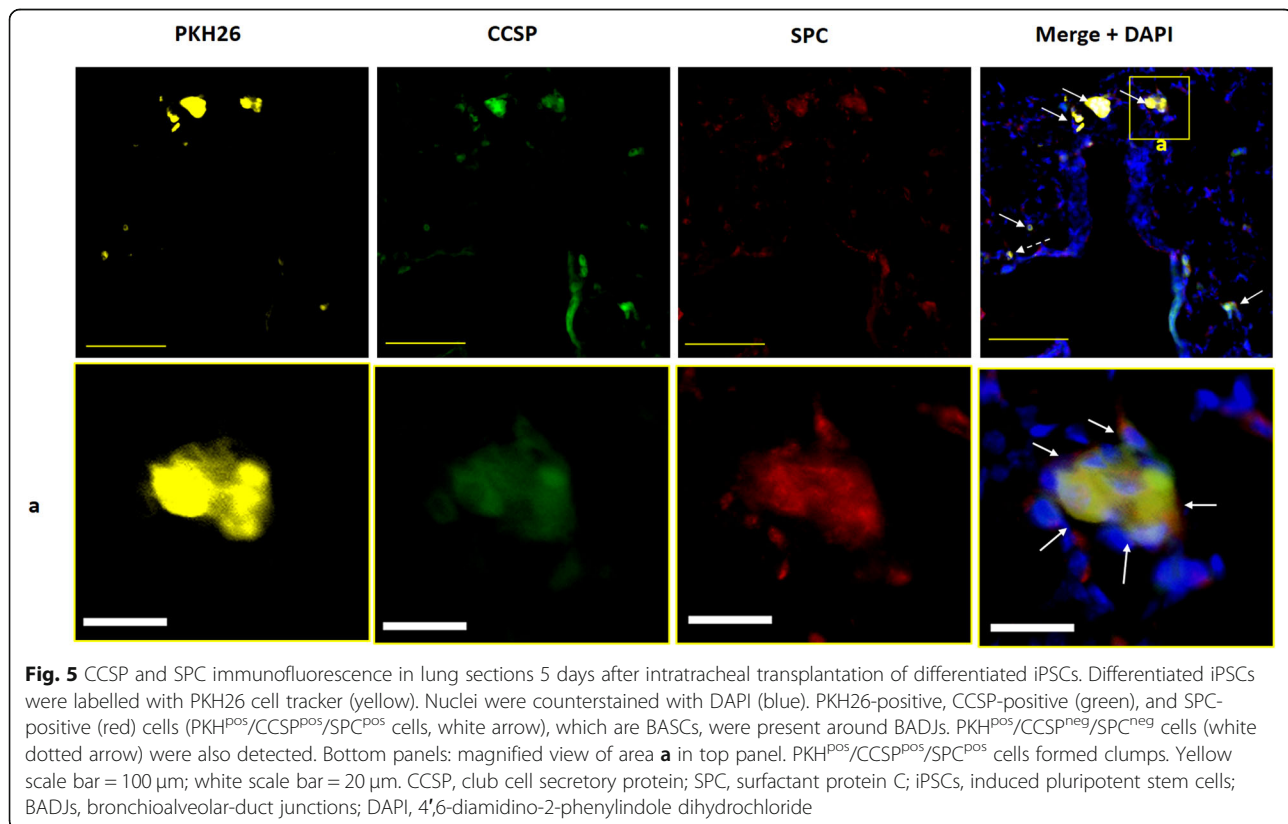 PKH26 CCSP SPC Merge + DAPI
a
a
Fig. 5 CCSP and SPC immunofluorescence in lung sections 5 days after intratracheal transplantation of differentiated iPSCs. Differentiated iPSCs
were labelled with PKH26 cell tracker (yellow). Nuclei were counterstained with DAPI (blue). PKH26-positive, CCSP-positive (green), and SPC-
positive (red) cells (PKHpos/CCSPpos/SPCpos cells, white arrow), which are BASCs, were present around BADJs. PKHpos/CCSPneg/SPCneg cells (white
dotted arrow) were also detected. Bottom panels: magnified view of area a in top panel. PKHpos/CCSPpos/SPCpos cells formed clumps. Yellow
scale bar = 100 μm; white scale bar = 20 μm. CCSP, club cell secretory protein; SPC, surfactant protein C; iPSCs, induced pluripotent stem cells;
BADJs, bronchioalveolar-duct junctions; DAPI, 4′,6-diamidino-2-phenylindole dihydrochloride